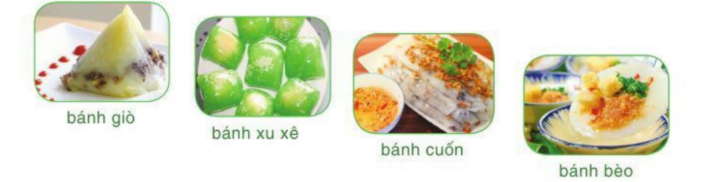 bánh giò
bánh xu xê
bánh cuốn
bánh bèo